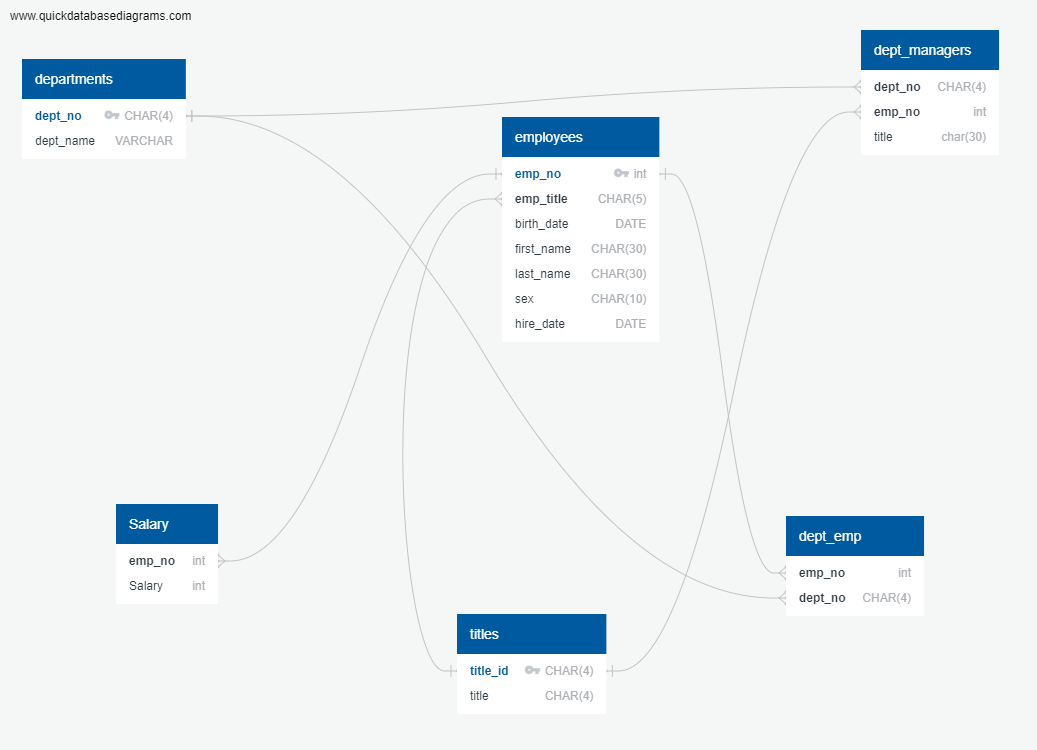 www.quickdatabasediagrams.com
departments
dept_no CHAR(4)
dept_name VARCHAR
dept_managers
dept_no CHAR(4)
emp_no int
title char(30)
employees
emp_no int
emp_title CHAR(5)
birth_date DATE
first_name CHAR(30)
last_name CHAR(30)
sex CHAR(10)
hire_date DATE
Salary
emp_no int
Salary int
dept_emp
emp_no int
dept_no CHAR(4)
titles
title_id CHAR(4)
title CHAR(4)